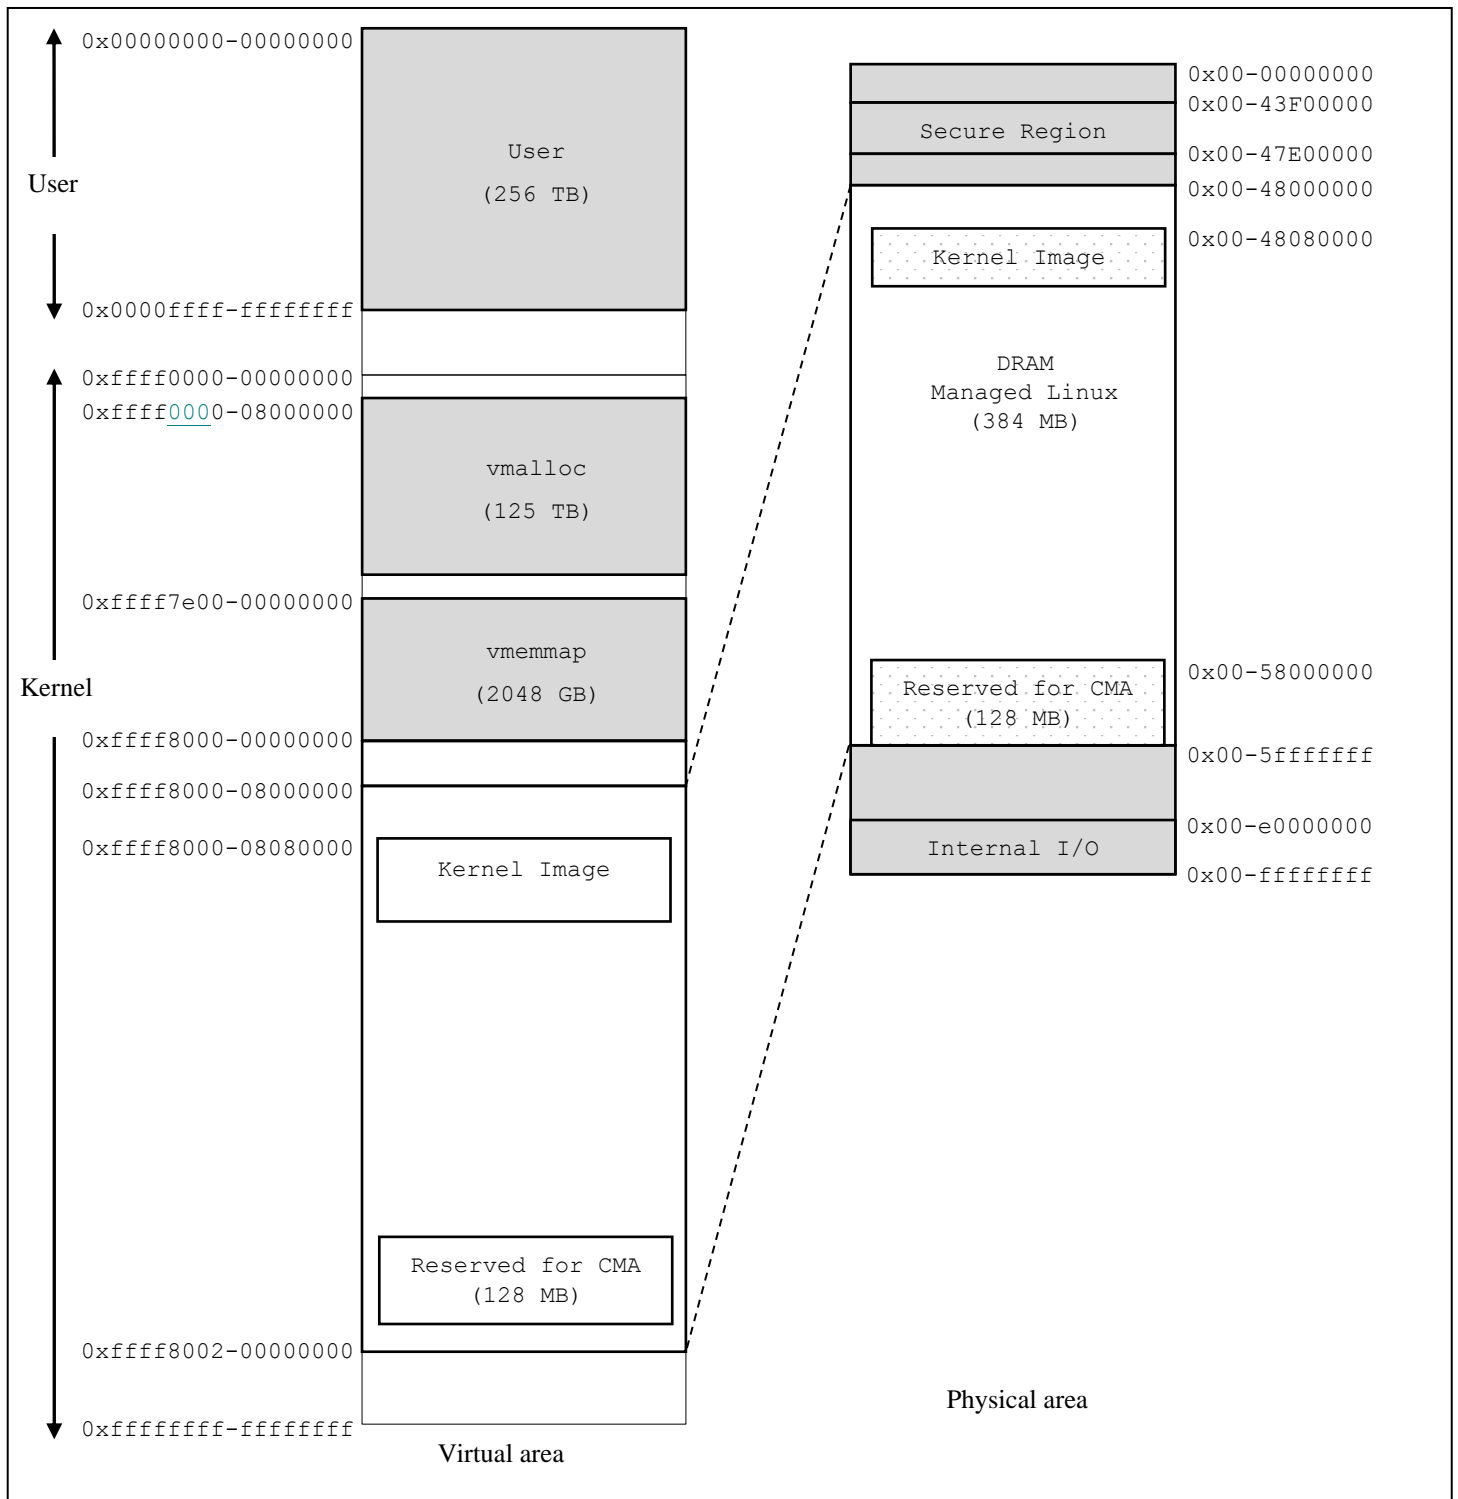 0x00000000-00000000
User
(256 TB)
User
0x0000ffff-ffffffff
0xffff0000-00000000
0xffff0000-08000000
vmalloc
(125 TB)
0xffff7e00-00000000
vmemmap
(2048 GB)
Kernel
0xffff8000-00000000
0xffff8000-08000000
0xffff8000-08080000
Kernel Image
Reserved for CMA
(128 MB)
0xffff8002-00000000
0xffffffff-ffffffff
Virtual area
0x00-00000000
0x00-43F00000
Secure Region
0x00-47E00000
0x00-48000000
0x00-48080000
Kernel Image
DRAM
Managed Linux
(384 MB)
0x00-58000000
Reserved for CMA
(128 MB)
0x00-5fffffff
0x00-e0000000
Internal I/O
0x00-ffffffff
Physical area